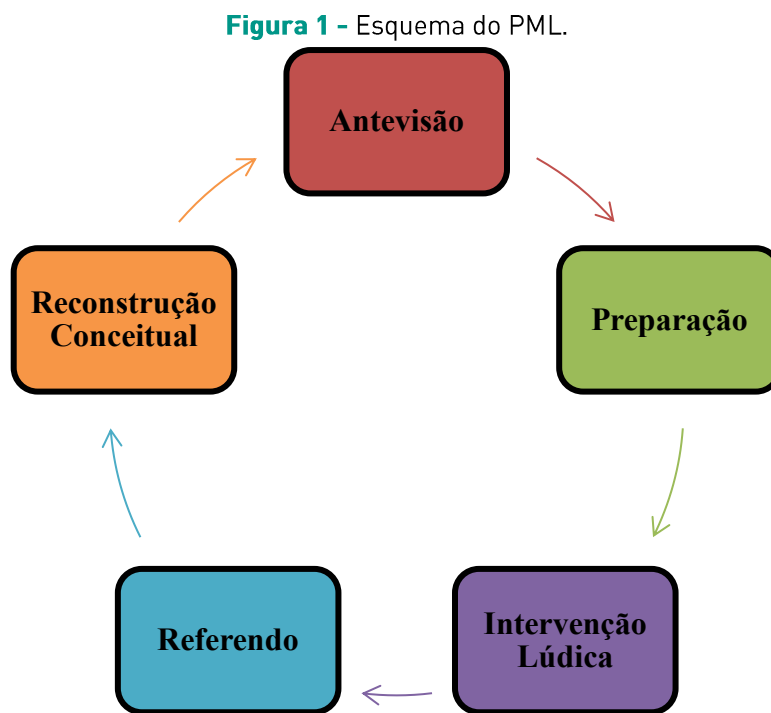 Figura 1 - Esquema do PML.
Antevisão
Preparação
Intervenção
Lúdica
Referendo
Reconstrução
Conceitual